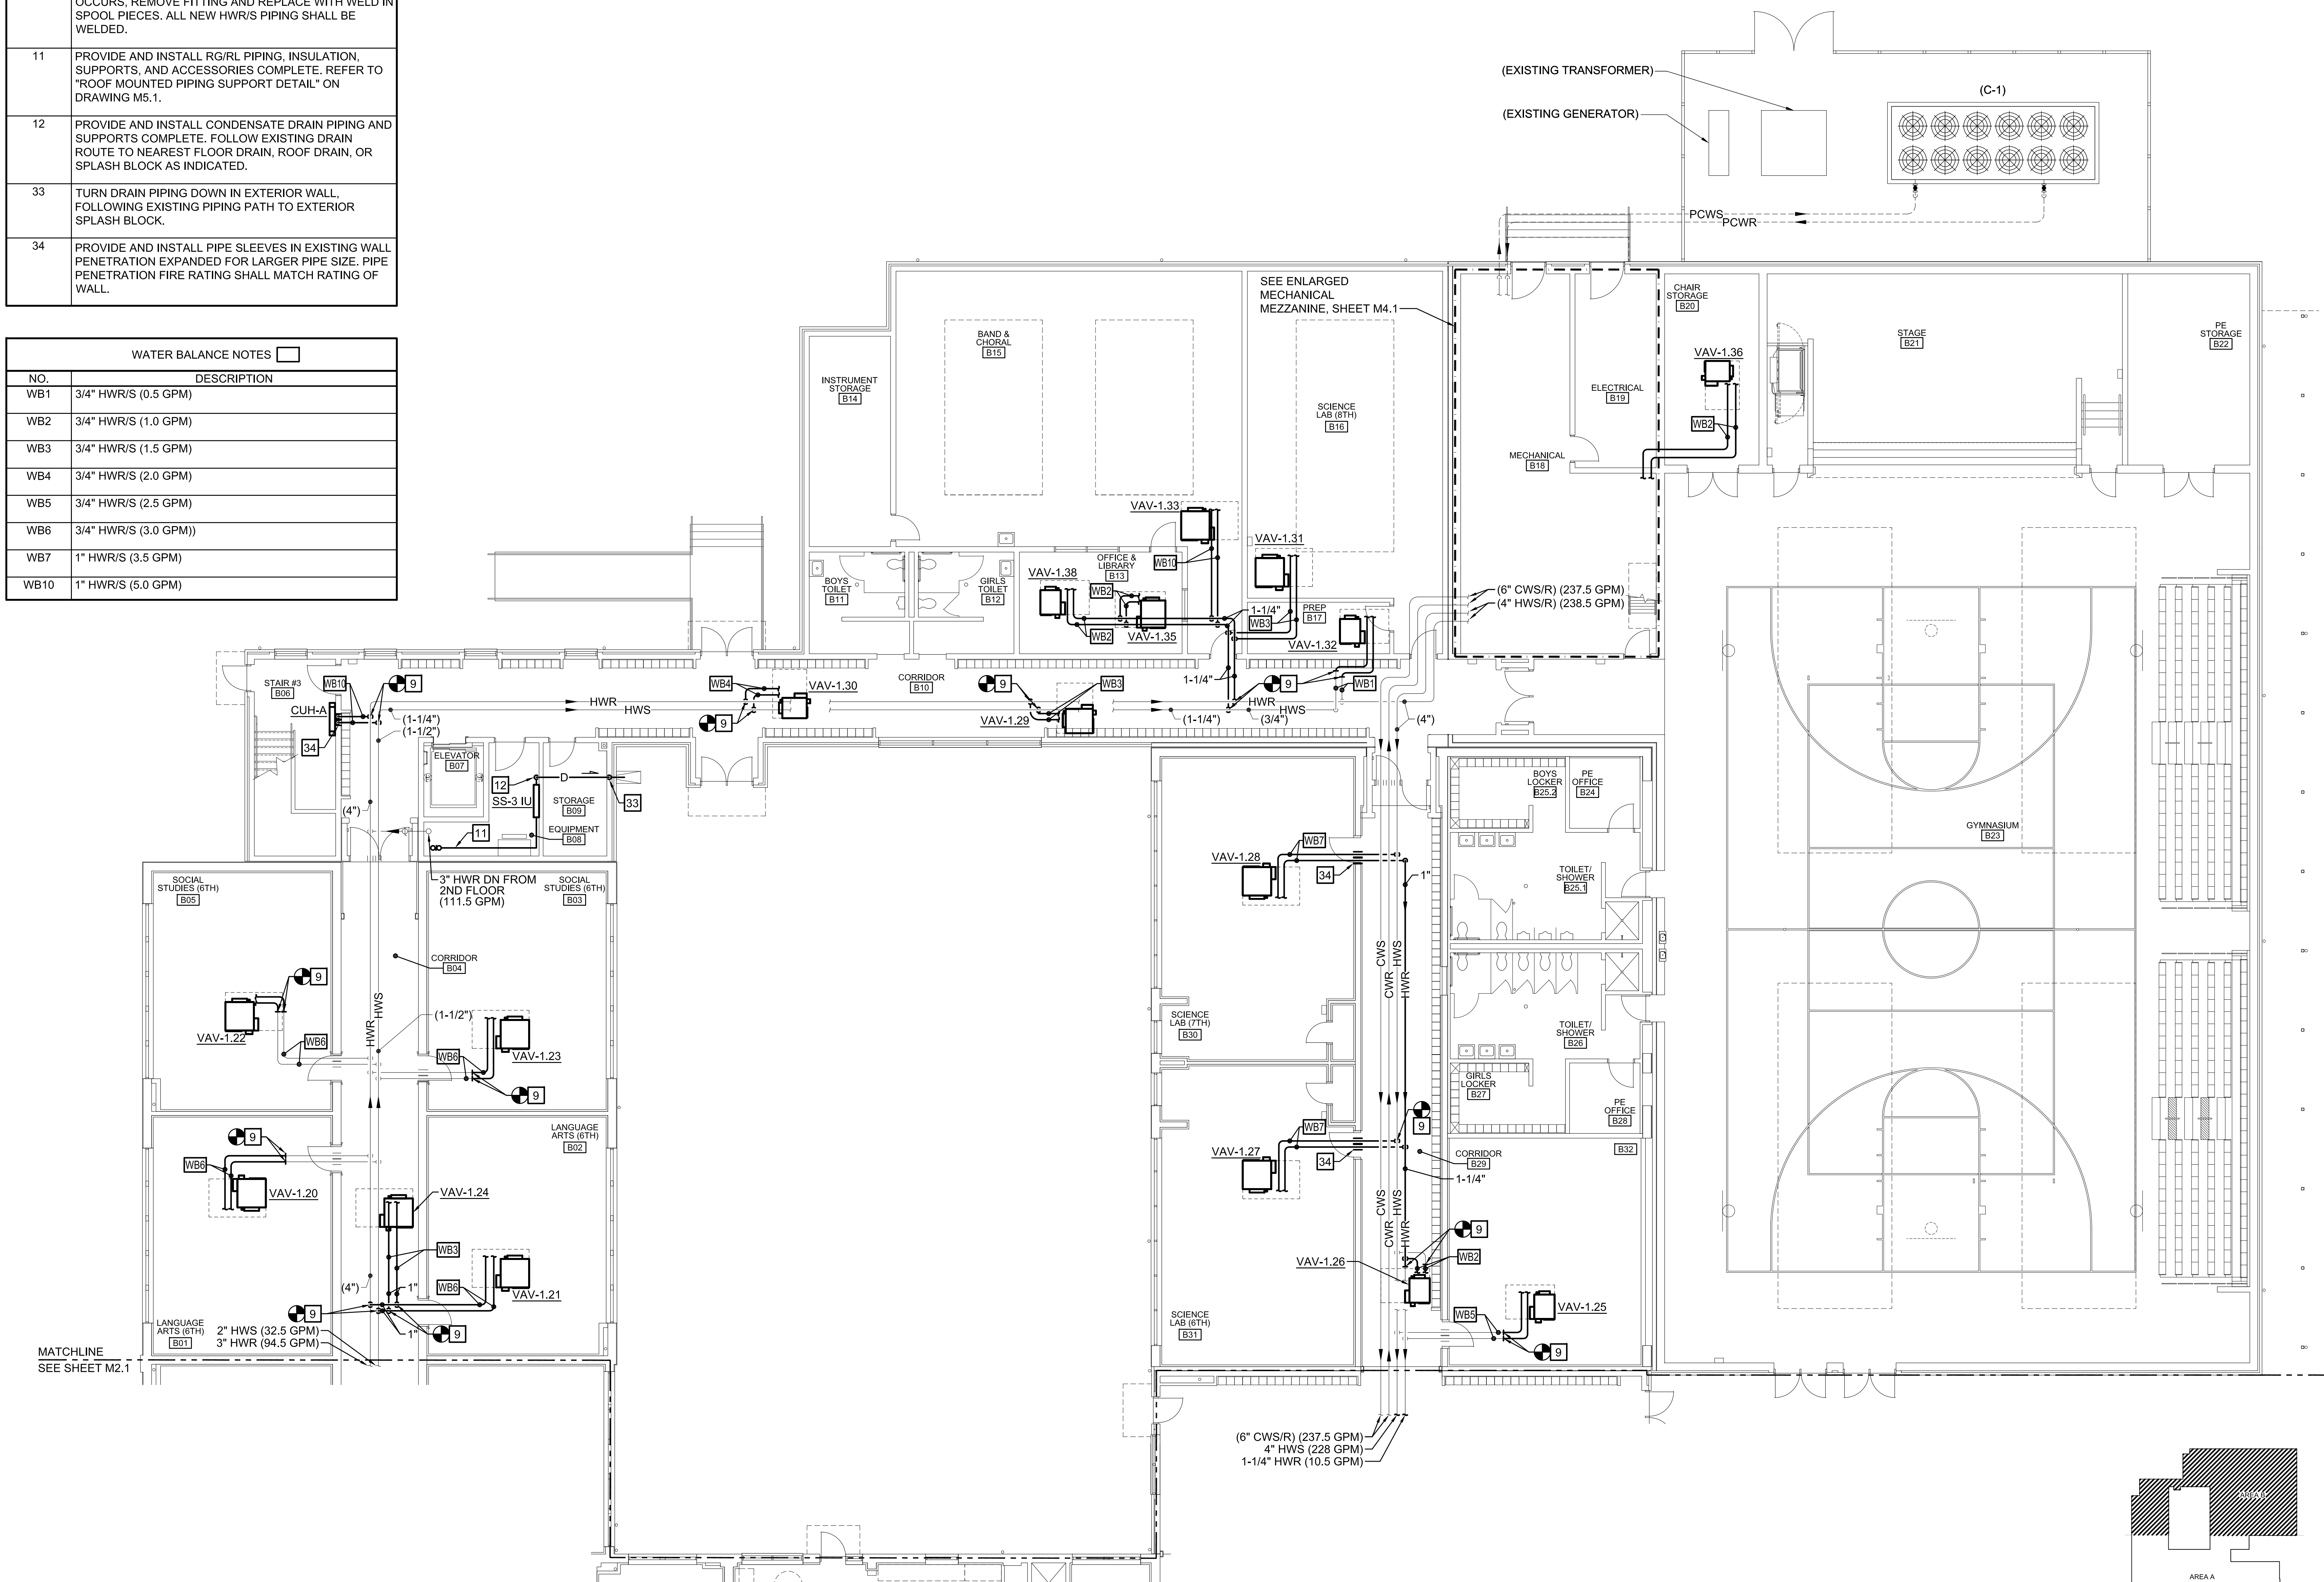 OCCURS, REMOVE FITTING AND REPLACE WITH WELD IN
SPOOL PIECES. ALL NEW HWR/S PIPING SHALL BE
WELDED.
11
PROVIDE AND INSTALL RG/RL PIPING, INSULATION,
SUPPORTS, AND ACCESSORIES COMPLETE. REFER TO
"ROOF MOUNTED PIPING SUPPORT DETAIL" ON
DRAWING M5.1.
12
PROVIDE AND INSTALL CONDENSATE DRAIN PIPING AND
SUPPORTS COMPLETE. FOLLOW EXISTING DRAIN
ROUTE TO NEAREST FLOOR DRAIN, ROOF DRAIN, OR
SPLASH BLOCK AS INDICATED.
33
TURN DRAIN PIPING DOWN IN EXTERIOR WALL,
FOLLOWING EXISTING PIPING PATH TO EXTERIOR
SPLASH BLOCK.
34
PROVIDE AND INSTALL PIPE SLEEVES IN EXISTING WALL
PENETRATION EXPANDED FOR LARGER PIPE SIZE. PIPE
PENETRATION FIRE RATING SHALL MATCH RATING OF
WALL.
WATER BALANCE NOTES
NO. DESCRIPTION
WB1 3/4" HWR/S (0.5 GPM)
WB2 3/4" HWR/S (1.0 GPM)
WB3 3/4" HWR/S (1.5 GPM)
WB4 3/4" HWR/S (2.0 GPM)
WB5 3/4" HWR/S (2.5 GPM)
WB6 3/4" HWR/S (3.0 GPM))
WB7 1" HWR/S (3.5 GPM)
WB10 1" HWR/S (5.0 GPM)
(EXISTING TRANSFORMER)
(EXISTING GENERATOR)
(C-1)
PCWS
PCWR
SEE ENLARGED
MECHANICAL
MEZZANINE, SHEET M4.1
BAND &
CHORAL
B15
INSTRUMENT
STORAGE
B14
SCIENCE
LAB (8TH)
B16
CHAIR
STORAGE
B20
STAGE
B21
PE
STORAGE
B22
VAV-1.36
WB2
ELECTRICAL
B19
MECHANICAL
B18
VAV-1.33
WB10
VAV-1.31
OFFICE &
LIBRARY
B13
VAV-1.38
WB2
WB2
VAV-1.35
BOYS
TOILET
B11
GIRLS
TOILET
B12
1-1/4"
WB3
PREP
B17
VAV-1.32
(6" CWS/R) (237.5 GPM)
(4" HWS/R) (238.5 GPM)
STAIR #3
B06
WB10
9
CUH-A
34
(1-1/4")
(1-1/2")
HWR
HWS
WB4
9
VAV-1.30
CORRIDOR
B10
9
WB3
VAV-1.29
1-1/4"
9
WB1
HWR
HWS
(1-1/4")
(3/4")
(4")
ELEVATOR
B07
12
D
33
SS-3 IU
STORAGE
B09
EQUIPMENT
B08
(4")
11
3" HWR DN FROM
2ND FLOOR
(111.5 GPM)
SOCIAL
STUDIES (6TH)
B05
SOCIAL
STUDIES (6TH)
B03
CORRIDOR
B04
9
VAV-1.22
WB6
HWR
HWS
(1-1/2")
WB6
VAV-1.23
9
LANGUAGE
ARTS (6TH)
B02
9
WB6
VAV-1.20
VAV-1.24
WB3
(4")
1"
WB6
VAV-1.21
9
1"
9
LANGUAGE
ARTS (6TH)
B01
2" HWS (32.5 GPM)
3" HWR (94.5 GPM)
MATCHLINE
SEE SHEET M2.1
BOYS
LOCKER
B25.2
PE
OFFICE
B24
WB7
VAV-1.28
34
1"
TOILET/
SHOWER
B25.1
GYMNASIUM
B23
CWS
CWR
HWS
HWR
SCIENCE
LAB (7TH)
B30
TOILET/
SHOWER
B26
GIRLS
LOCKER
B27
PE
OFFICE
B28
WB7
9
VAV-1.27
34
CORRIDOR
B29
B32
1-1/4"
CWS
CWR
HWS
HWR
9
WB2
VAV-1.26
WB5
VAV-1.25
9
SCIENCE
LAB (6TH)
B31
(6" CWS/R) (237.5 GPM)
4" HWS (228 GPM)
1-1/4" HWR (10.5 GPM)
AREA B
AREA A